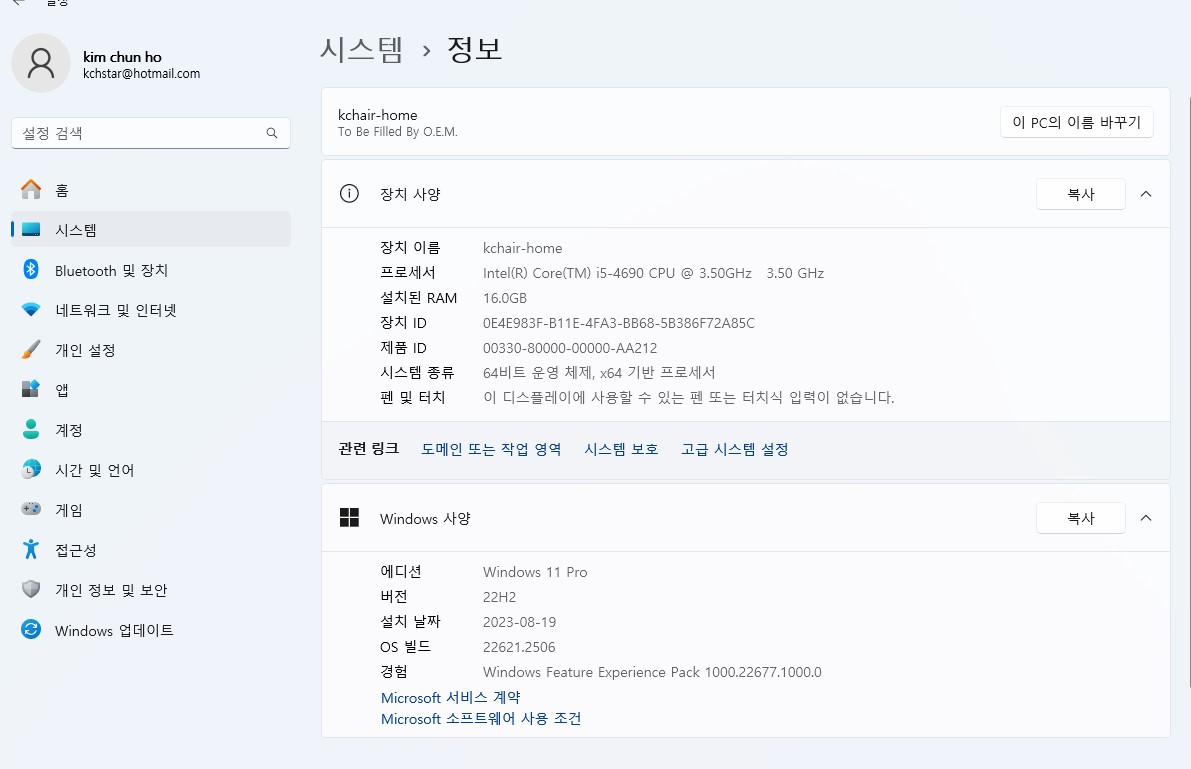 설정
kim chun ho
kchstar@hotmail.com
설정 검색
홈
시스템
Bluetooth 및 장치
네트워크 및 인터넷
개인 설정
앱
계정
시간 및 언어
게임
접근성
개인 정보 및 보안
Windows 업데이트
시스템 › 정보
kchair-home
To Be Filled By O.E.M.
이 PC의 이름 바꾸기
장치 사양
복사
장치 이름 kchair-home
프로세서 Intel(R) Core(TM) i5-4690 CPU @ 3.50GHz 3.50 GHz
설치된 RAM 16.0GB
장치 ID 0E4E983F-B11E-4FA3-BB68-5B386F72A85C
제품 ID 00330-80000-00000-AA212
시스템 종류 64비트 운영 체제, x64 기반 프로세서
펜 및 터치 이 디스플레이에 사용할 수 있는 펜 또는 터치식 입력이 없습니다.
관련 링크 도메인 또는 작업 영역 시스템 보호 고급 시스템 설정
Windows 사양
복사
에디션 Windows 11 Pro
버전 22H2
설치 날짜 2023-08-19
OS 빌드 22621.2506
경험 Windows Feature Experience Pack 1000.22677.1000.0
Microsoft 서비스 계약
Microsoft 소프트웨어 사용 조건